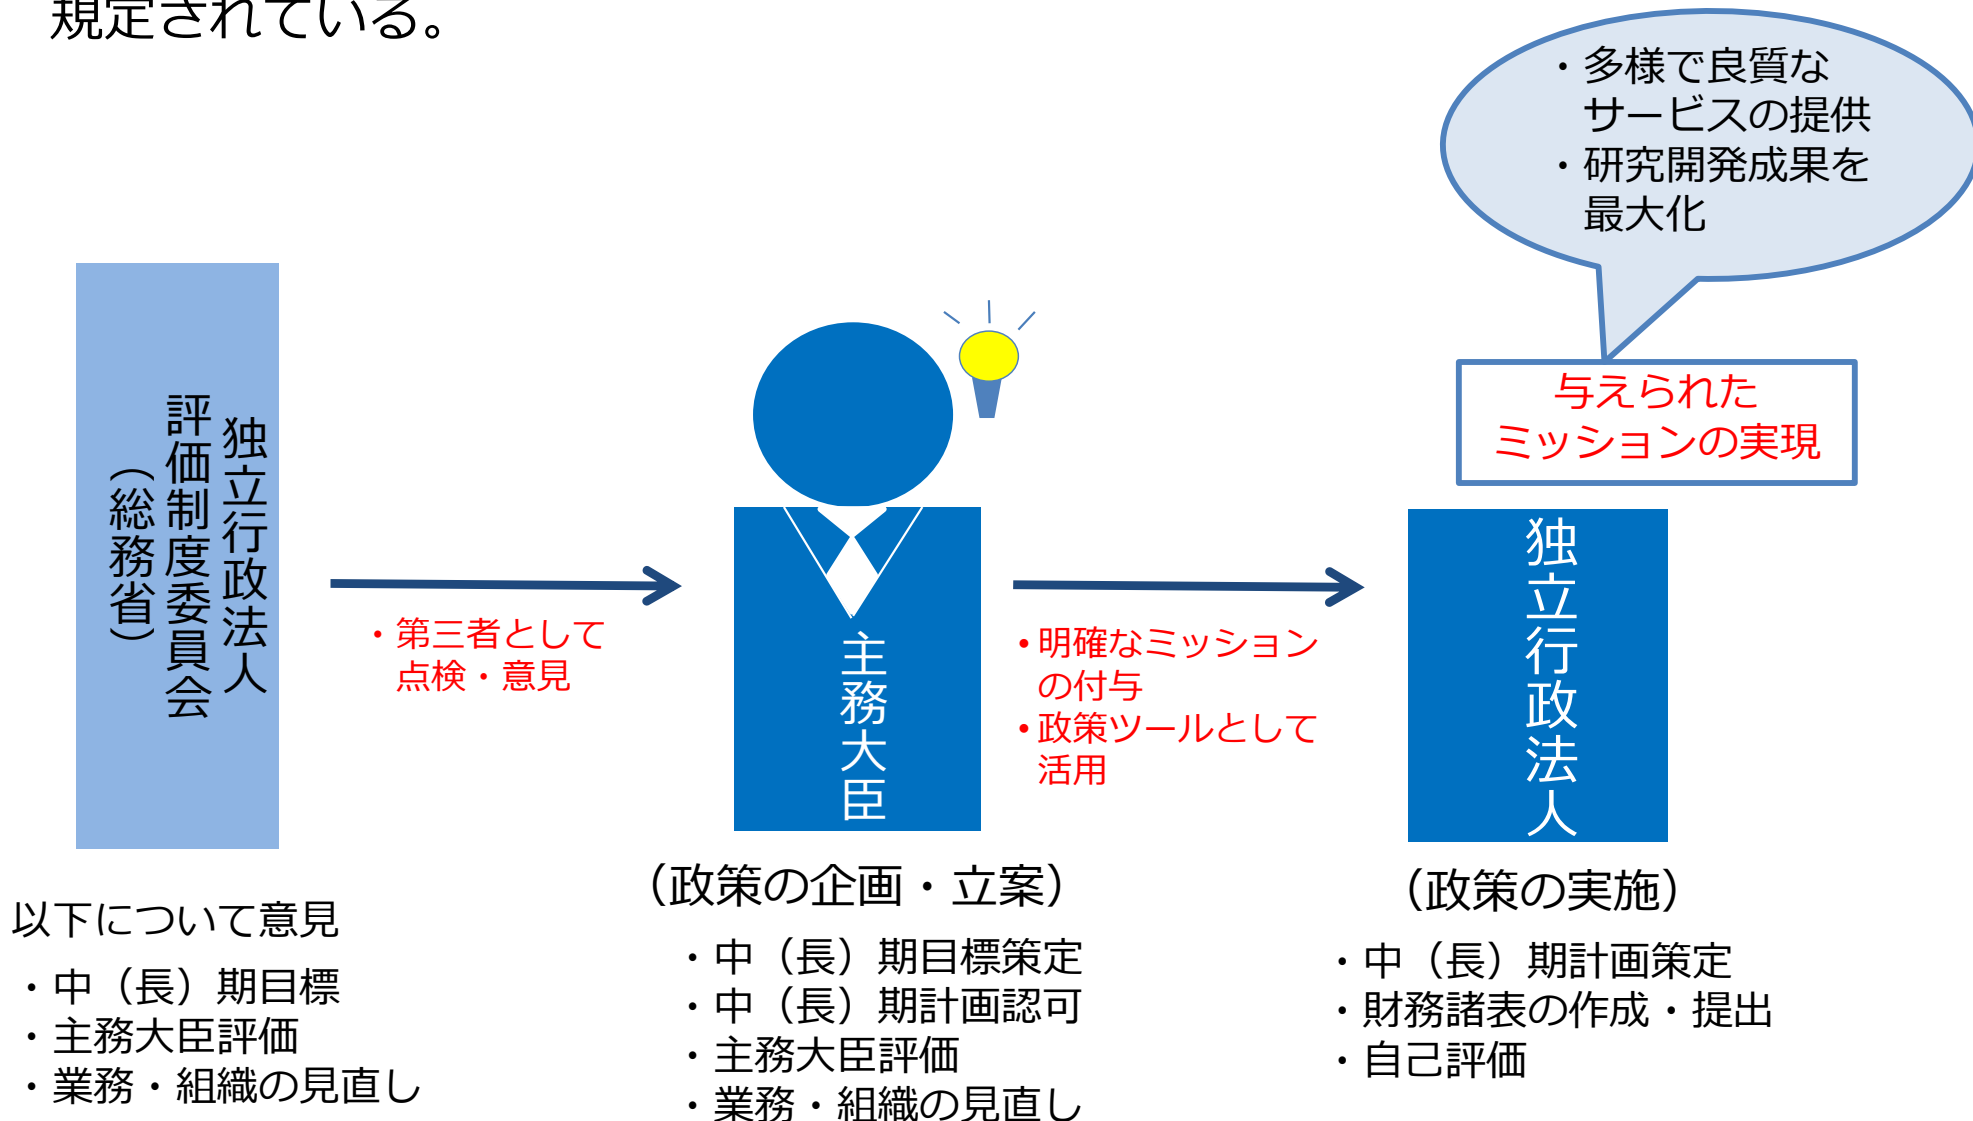 規定されている。
・多様で良質な
サービスの提供
・研究開発成果を
最大化
与えられた
ミッションの実現
独立行政法人
評価制度委員会
（総務省）
・第三者として
点検・意見
主務大臣
・明確なミッション
の付与
・政策ツールとして
活用
独立行政法人
以下について意見
・中（長）期目標
・主務大臣評価
・業務・組織の見直し
（政策の企画・立案）
・中（長）期目標策定
・中（長）期計画認可
・主務大臣評価
・業務・組織の見直し
（政策の実施）
・中（長）期計画策定
・財務諸表の作成・提出
・自己評価